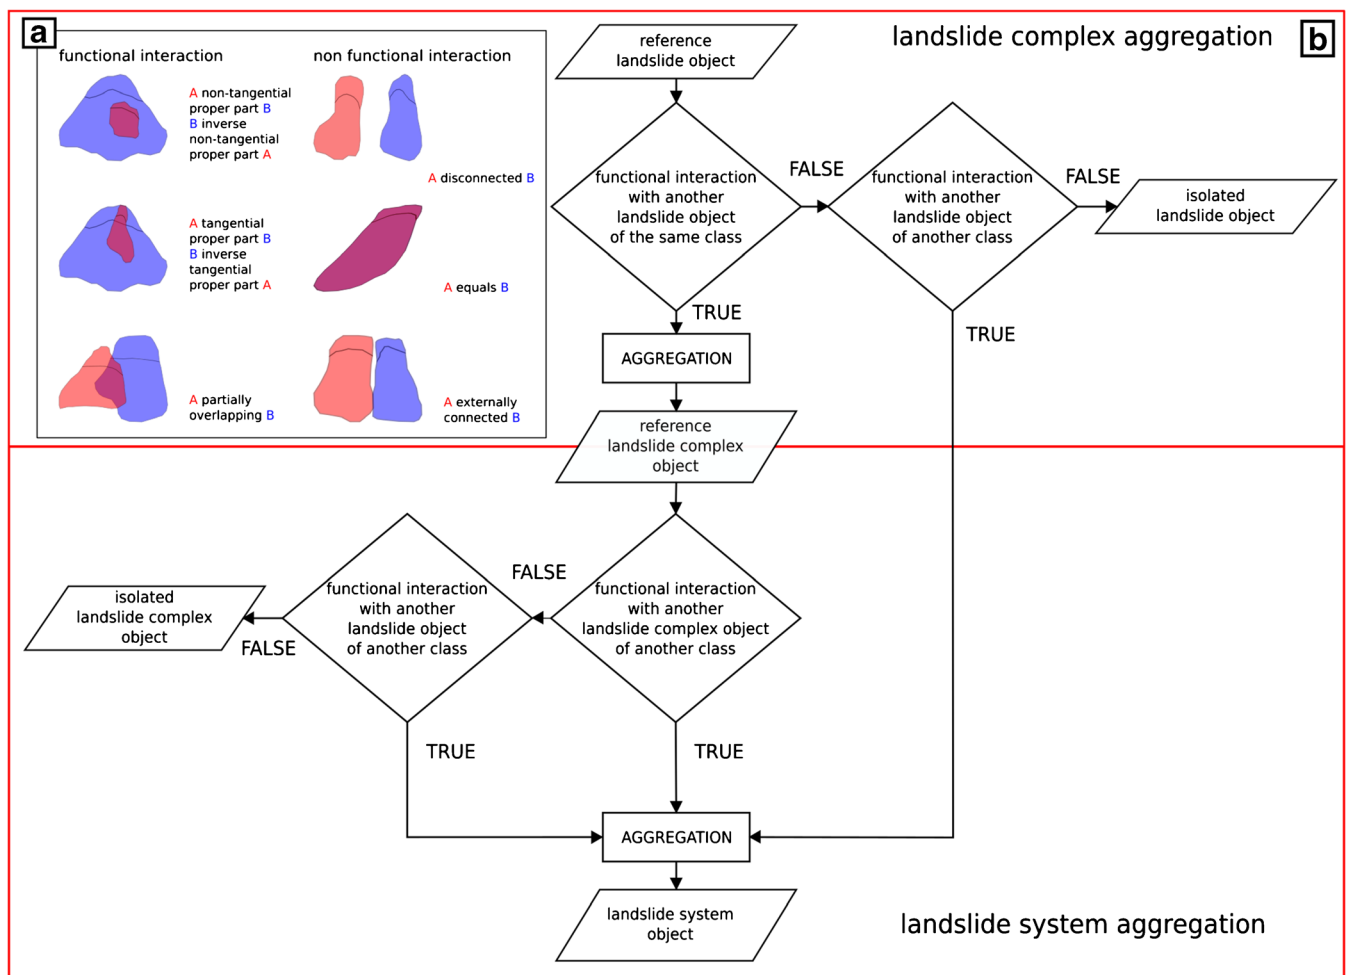 a
functional interaction
non functional interaction
A non-tangential
proper part B
B inverse
non-tangential
proper part A
A disconnected B
A tangential
proper part B
B inverse
tangential
proper part A
A equals B
A partially
overlapping B
A externally
connected B
landslide complex aggregation
b
reference
landslide object
functional interaction
with another
landslide object
of the same class
FALSE
functional interaction
with another
landslide object
of another class
FALSE
isolated
landslide object
TRUE
TRUE
AGGREGATION
reference
landslide complex
object
functional interaction
with another
landslide complex object
of another class
FALSE
functional interaction
with another
landslide object
of another class
FALSE
isolated
landslide complex
object
TRUE
TRUE
AGGREGATION
landslide system
object
landslide system aggregation